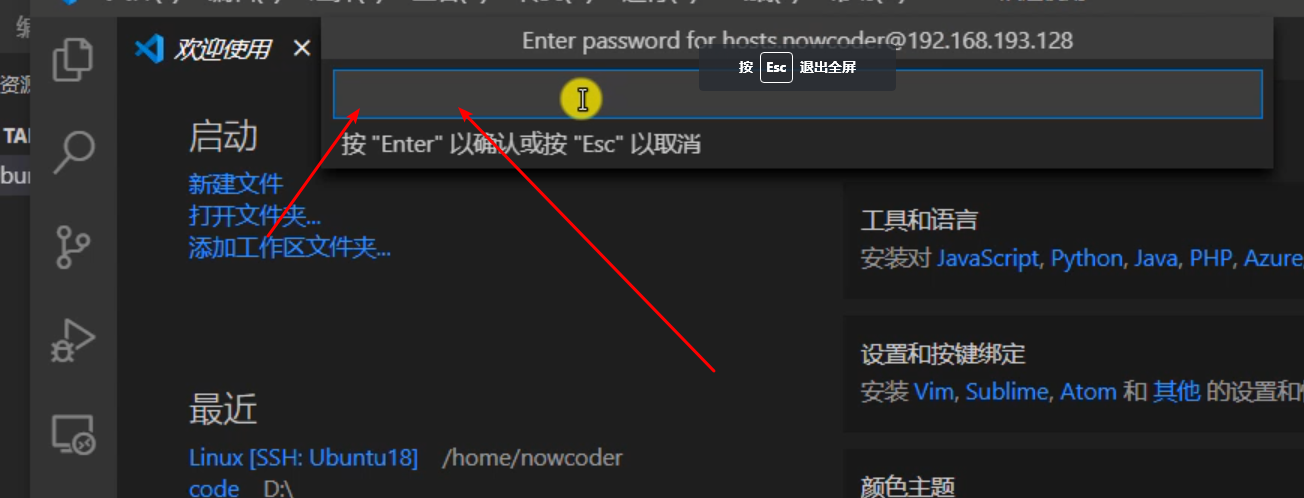 欢迎使用
Enter password for hosts.nowcoder@192.168.193.128
按 Esc 退出全屏
按 "Enter" 以确认或按 "Esc" 以取消
资源
TA
启动
新建文件
打开文件夹...
添加工作区文件夹...
工具和语言
安装对 JavaScript, Python, Java, PHP, Azure
设置和按键绑定
安装 Vim, Sublime, Atom 和 其他 的设置和
最近
Linux [SSH: Ubuntu18] /home/nowcoder
code D:\
颜色主题